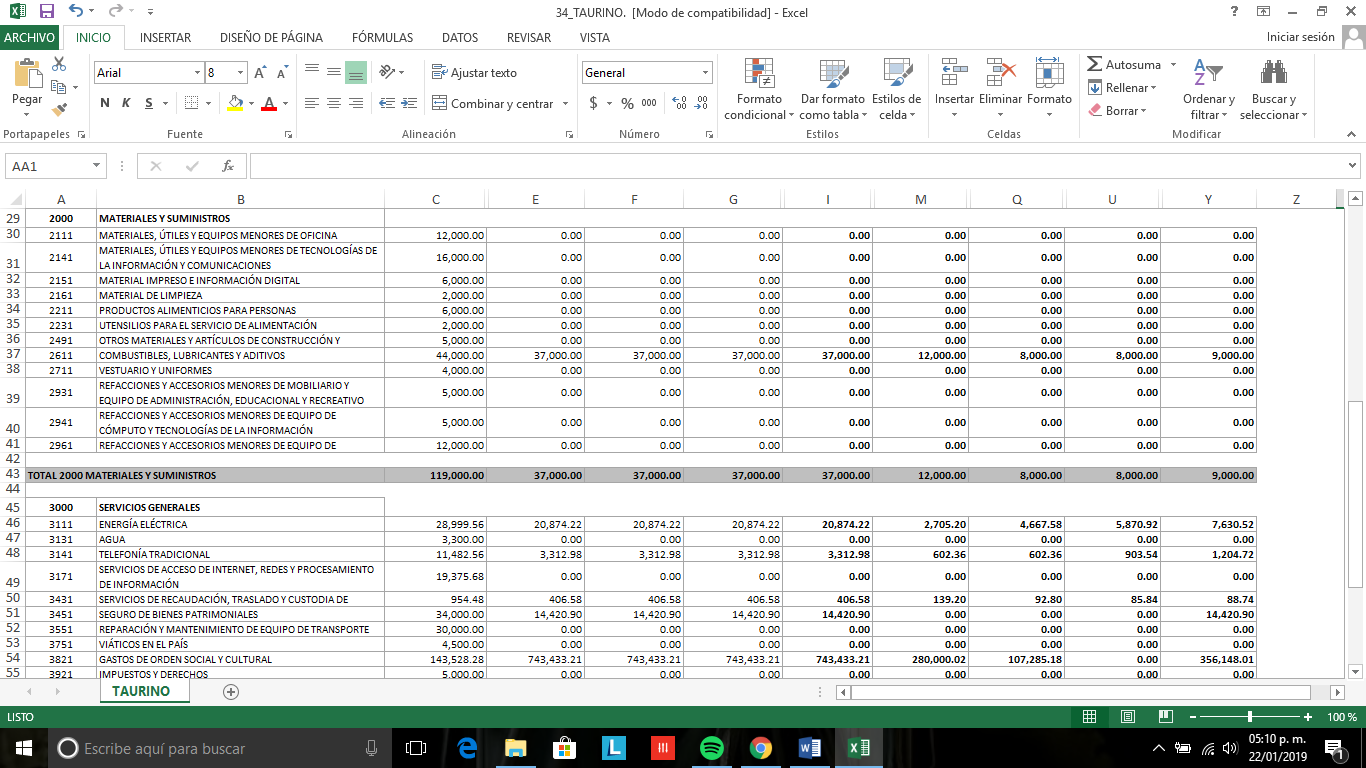 34_TAURINO. [Modo de compatibilidad] - Excel
ARCHIVO INICIO INSERTAR DISEÑO DE PÁGINA FÓRMULAS DATOS REVISAR VISTA Iniciar sesión
Pegar
Arial 8
N K S
Ajustar texto
Combinar y centrar
General
$ % 000
Formato condicional
Dar formato como tabla
Estilos de celda
Insertar Eliminar Formato
Autosuma
Rellenar
Borrar
Ordenar y filtrar
Buscar y seleccionar
Portapapeles Fuente Alineación Número Estilos Celdas Modificar
AA1 fx
A B C E F G I M Q U Y Z
29 2000 MATERIALES Y SUMINISTROS
30 2111 MATERIALES, ÚTILES Y EQUIPOS MENORES DE OFICINA 12,000.00 0.00 0.00 0.00 0.00 0.00 0.00 0.00 0.00
31 2141 MATERIALES, ÚTILES Y EQUIPOS MENORES DE TECNOLOGÍAS DE
LA INFORMACIÓN Y COMUNICACIONES 16,000.00 0.00 0.00 0.00 0.00 0.00 0.00 0.00 0.00
32 2151 MATERIAL IMPRESO E INFORMACIÓN DIGITAL 6,000.00 0.00 0.00 0.00 0.00 0.00 0.00 0.00 0.00
33 2161 MATERIAL DE LIMPIEZA 2,000.00 0.00 0.00 0.00 0.00 0.00 0.00 0.00 0.00
34 2211 PRODUCTOS ALIMENTICIOS PARA PERSONAS 6,000.00 0.00 0.00 0.00 0.00 0.00 0.00 0.00 0.00
35 2231 UTENSILIOS PARA EL SERVICIO DE ALIMENTACIÓN 2,000.00 0.00 0.00 0.00 0.00 0.00 0.00 0.00 0.00
36 2491 OTROS MATERIALES Y ARTÍCULOS DE CONSTRUCCIÓN Y 5,000.00 0.00 0.00 0.00 0.00 0.00 0.00 0.00 0.00
37 2611 COMBUSTIBLES, LUBRICANTES Y ADITIVOS 44,000.00 37,000.00 37,000.00 37,000.00 37,000.00 12,000.00 8,000.00 8,000.00 9,000.00
38 2711 VESTUARIO Y UNIFORMES 4,000.00 0.00 0.00 0.00 0.00 0.00 0.00 0.00 0.00
39 2931 REFACCIONES Y ACCESORIOS MENORES DE MOBILIARIO Y
EQUIPO DE ADMINISTRACIÓN, EDUCACIONAL Y RECREATIVO 5,000.00 0.00 0.00 0.00 0.00 0.00 0.00 0.00 0.00
40 2941 REFACCIONES Y ACCESORIOS MENORES DE EQUIPO DE
CÓMPUTO Y TECNOLOGÍAS DE LA INFORMACIÓN 5,000.00 0.00 0.00 0.00 0.00 0.00 0.00 0.00 0.00
41 2961 REFACCIONES Y ACCESORIOS MENORES DE EQUIPO DE 12,000.00 0.00 0.00 0.00 0.00 0.00 0.00 0.00 0.00
42
43 TOTAL 2000 MATERIALES Y SUMINISTROS 119,000.00 37,000.00 37,000.00 37,000.00 37,000.00 12,000.00 8,000.00 8,000.00 9,000.00
44
45 3000 SERVICIOS GENERALES
46 3111 ENERGÍA ELÉCTRICA 28,999.56 20,874.22 20,874.22 20,874.22 20,874.22 2,705.20 4,667.58 5,870.92 7,630.52
47 3131 AGUA 3,300.00 0.00 0.00 0.00 0.00 0.00 0.00 0.00 0.00
48 3141 TELEFONÍA TRADICIONAL 11,482.56 3,312.98 3,312.98 3,312.98 3,312.98 602.36 602.36 903.54 1,204.72
49 3171 SERVICIOS DE ACCESO DE INTERNET, REDES Y PROCESAMIENTO
DE INFORMACIÓN 19,375.68 0.00 0.00 0.00 0.00 0.00 0.00 0.00 0.00
50 3431 SERVICIOS DE RECAUDACIÓN, TRASLADO Y CUSTODIA DE 954.48 406.58 406.58 406.58 406.58 139.20 92.80 85.84 88.74
51 3451 SEGURO DE BIENES PATRIMONIALES 34,000.00 14,420.90 14,420.90 14,420.90 14,420.90 0.00 0.00 0.00 14,420.90
52 3551 REPARACIÓN Y MANTENIMIENTO DE EQUIPO DE TRANSPORTE 30,000.00 0.00 0.00 0.00 0.00 0.00 0.00 0.00 0.00
53 3751 VIÁTICOS EN EL PAÍS 4,500.00 0.00 0.00 0.00 0.00 0.00 0.00 0.00 0.00
54 3821 GASTOS DE ORDEN SOCIAL Y CULTURAL 143,528.28 743,433.21 743,433.21 743,433.21 743,433.21 280,000.02 107,285.18 0.00 356,148.01
55 3921 IMPUESTOS Y DERECHOS 5,000.00 0.00 0.00 0.00 0.00 0.00 0.00 0.00 0.00
TAURINO
LISTO 100 %
Escribe aquí para buscar
05:10 p. m.
22/01/2019
1